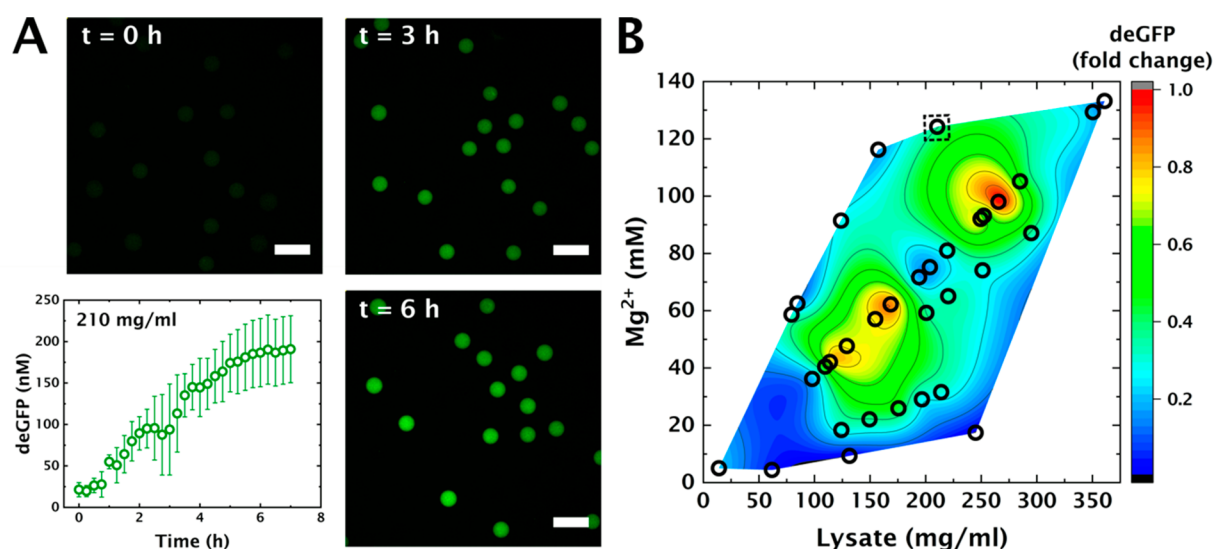 A
t = 0 h
t = 3 h
t = 6 h
210 mg/ml
deGFP (nM)
250
200
150
100
50
0
0
2
4
6
8
Time (h)
B
deGFP
(fold change)
1.0
0.8
0.6
0.4
0.2
Mg²⁺ (mM)
140
120
100
80
60
40
20
0
0
50
100
150
200
250
300
350
Lysate (mg/ml)